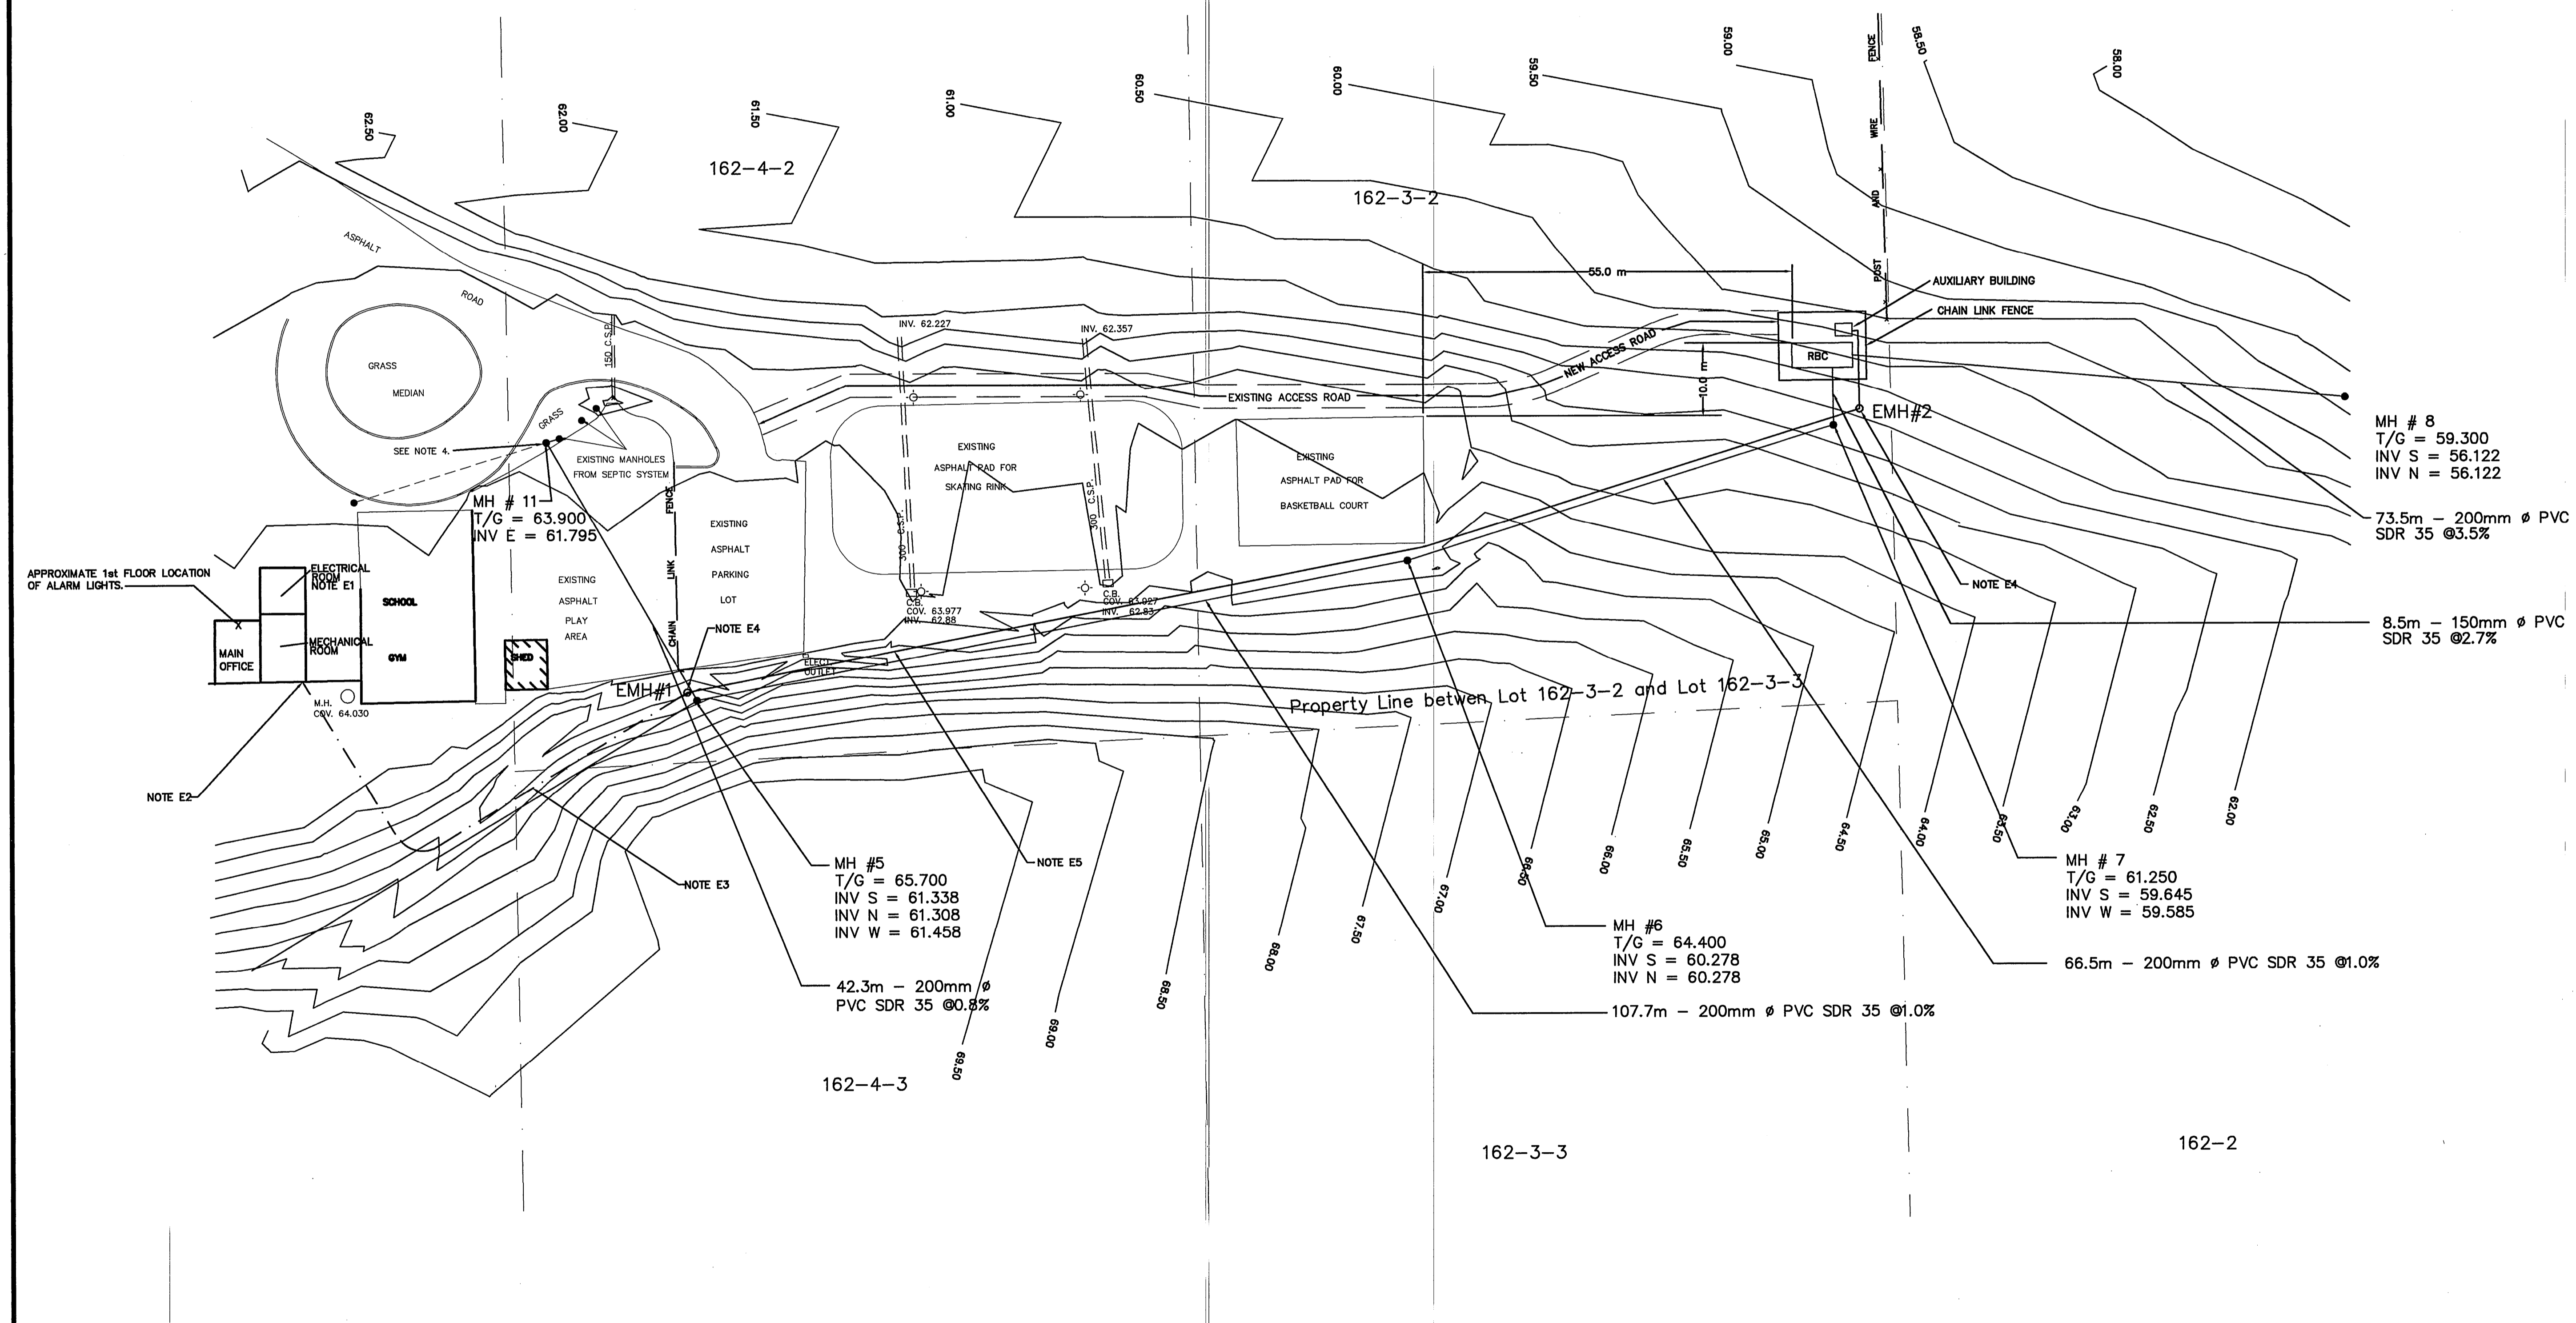 62.50
62.00
61.50
61.00
60.50
60.00
59.50
59.00
58.50
58.00
POST AND WIRE FENCE
162-4-2
162-3-2
ASPHALT
ROAD
GRASS
MEDIAN
150 C.S.P.
INV. 62.227
INV. 62.357
55.0 m
AUXILIARY BUILDING
CHAIN LINK FENCE
RBC
NEW ACCESS ROAD
10.0 m
EXISTING ACCESS ROAD
EMH#2
GRASS
SEE NOTE 4.
EXISTING MANHOLES
FROM SEPTIC SYSTEM
EXISTING
ASPHALT PAD FOR
SKATING RINK
300 C.S.P.
300 C.S.P.
EXISTING
ASPHALT PAD FOR
BASKETBALL COURT
MH # 8
T/G = 59.300
INV S = 56.122
INV N = 56.122
73.5m - 200mm ø PVC
SDR 35 @3.5%
MH # 11
T/G = 63.900
INV E = 61.795
CHAIN LINK FENCE
EXISTING
ASPHALT
PARKING
LOT
EXISTING
ASPHALT
PLAY
AREA
APPROXIMATE 1st FLOOR LOCATION
OF ALARM LIGHTS.
ELECTRICAL
ROOM
NOTE E1
SCHOOL
X
MECHANICAL
ROOM
MAIN
OFFICE
GYM
SHED
NOTE E4
C.B.
COV. 63.977
INV. 62.88
C.B.
COV. 63.927
INV. 62.83
ELECT.
OUTLET
NOTE E4
8.5m - 150mm ø PVC
SDR 35 @2.7%
EMH#1
M.H.
COV. 64.030
Property Line betwen Lot 162-3-2 and Lot 162-3-3
NOTE E2
NOTE E3
NOTE E5
MH #5
T/G = 65.700
INV S = 61.338
INV N = 61.308
INV W = 61.458
42.3m - 200mm ø
PVC SDR 35 @0.8%
69.50
69.00
68.50
68.00
67.50
67.00
66.50
66.00
65.50
65.00
64.50
64.00
63.50
63.00
62.50
62.00
MH # 7
T/G = 61.250
INV S = 59.645
INV W = 59.585
MH #6
T/G = 64.400
INV S = 60.278
INV N = 60.278
66.5m - 200mm ø PVC SDR 35 @1.0%
107.7m - 200mm ø PVC SDR 35 @1.0%
162-4-3
162-3-3
162-2